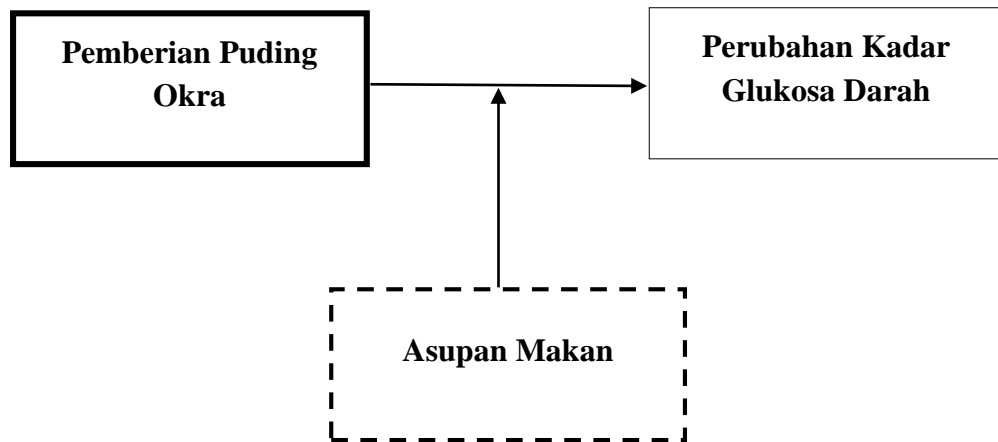 Pemberian Puding
Okra
Perubahan Kadar
Glukosa Darah
Asupan Makan